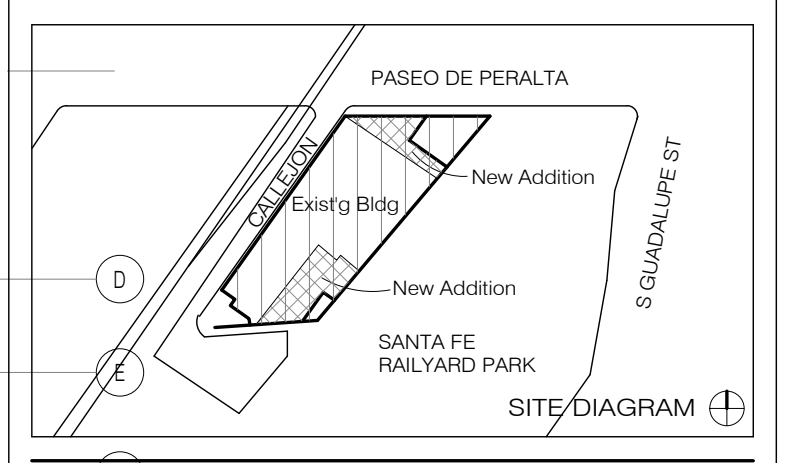 PASEO DE PERALTA
CALLEJON
New Addition
Exist'g Bldg
S GUADALUPE ST
D
New Addition
SANTA FE
RAILYARD PARK
E
SITE DIAGRAM